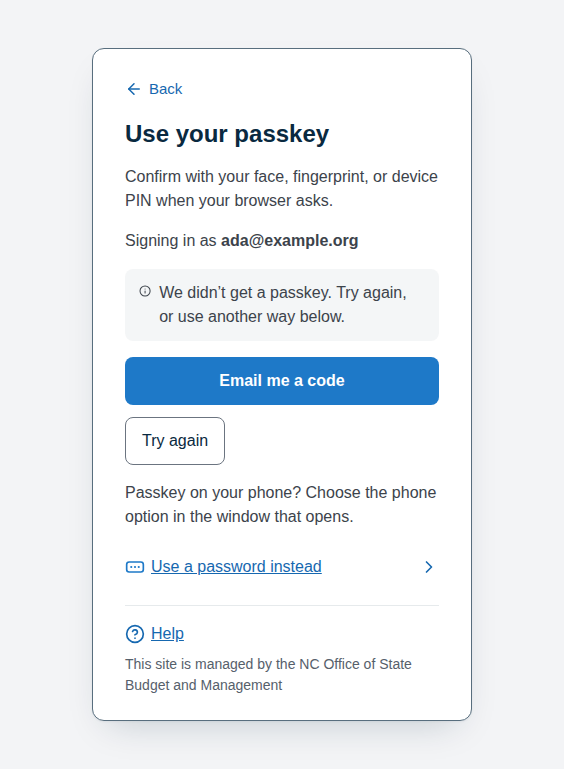 Back
Use your passkey
Confirm with your face, fingerprint, or device
PIN when your browser asks.
Signing in as ada@example.org
We didn't get a passkey. Try again,
or use another way below.
Email me a code
Try again
Passkey on your phone? Choose the phone
option in the window that opens.
Use a password instead
Help
This site is managed by the NC Office of State
Budget and Management